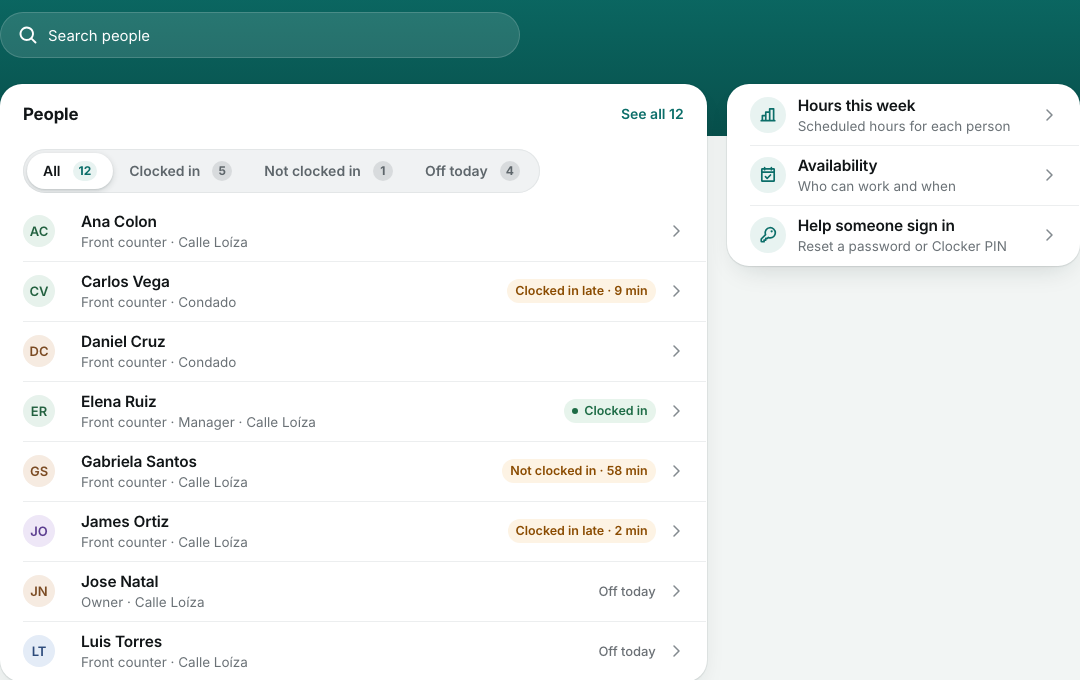 Search people
People
See all 12
All 12
Clocked in 5
Not clocked in 1
Off today 4
AC
Ana Colon
Front counter · Calle Loíza
CV
Carlos Vega
Front counter · Condado
Clocked in late · 9 min
DC
Daniel Cruz
Front counter · Condado
ER
Elena Ruiz
Front counter · Manager · Calle Loíza
Clocked in
GS
Gabriela Santos
Front counter · Calle Loíza
Not clocked in · 58 min
JO
James Ortiz
Front counter · Calle Loíza
Clocked in late · 2 min
JN
Jose Natal
Owner · Calle Loíza
Off today
LT
Luis Torres
Front counter · Calle Loíza
Off today
Hours this week
Scheduled hours for each person
Availability
Who can work and when
Help someone sign in
Reset a password or Clocker PIN